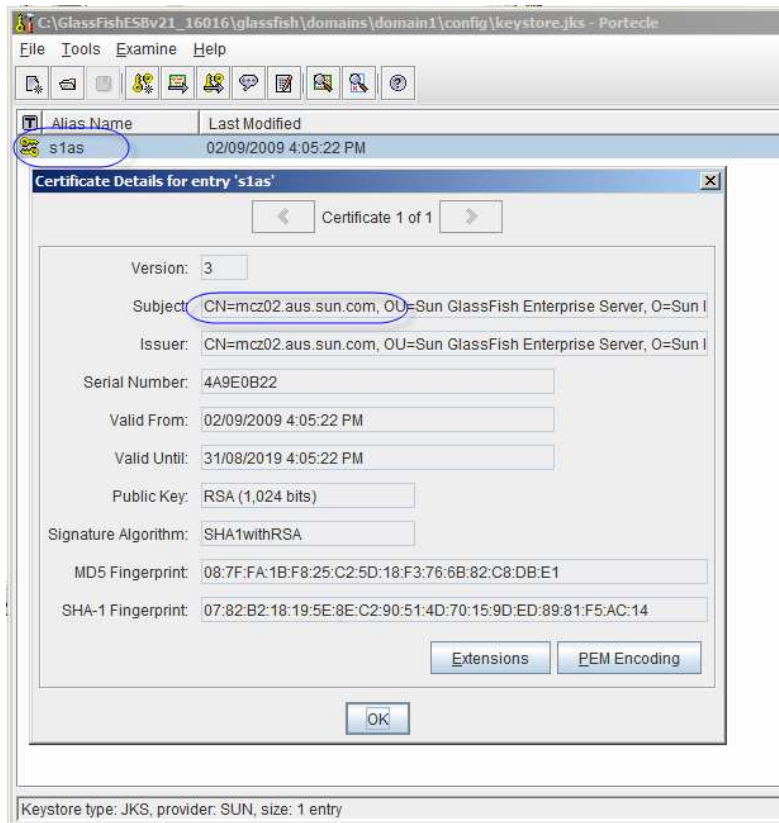 C:\GlassFishESBv21_16016\glassfish\domains\domain1\config\keystore.jks - Portecle
File Tools Examine Help
T Alias Name Last Modified
s1as 02/09/2009 4:05:22 PM
Certificate Details for entry 's1as'
Certificate 1 of 1
Version: 3
Subject: CN=mcz02.aus.sun.com, OU=Sun GlassFish Enterprise Server, O=Sun
Issuer: CN=mcz02.aus.sun.com, OU=Sun GlassFish Enterprise Server, O=Sun
Serial Number: 4A9E0B22
Valid From: 02/09/2009 4:05:22 PM
Valid Until: 31/08/2019 4:05:22 PM
Public Key: RSA (1,024 bits)
Signature Algorithm: SHA1withRSA
MD5 Fingerprint: 08:7F:FA:1B:F8:25:C2:5D:18:F3:76:6B:82:C8:DB:E1
SHA-1 Fingerprint: 07:82:B2:18:19:5E:8E:C2:90:51:4D:70:15:9D:ED:89:81:F5:AC:14
Extensions PEM Encoding
OK
Keystore type: JKS, provider: SUN, size: 1 entry